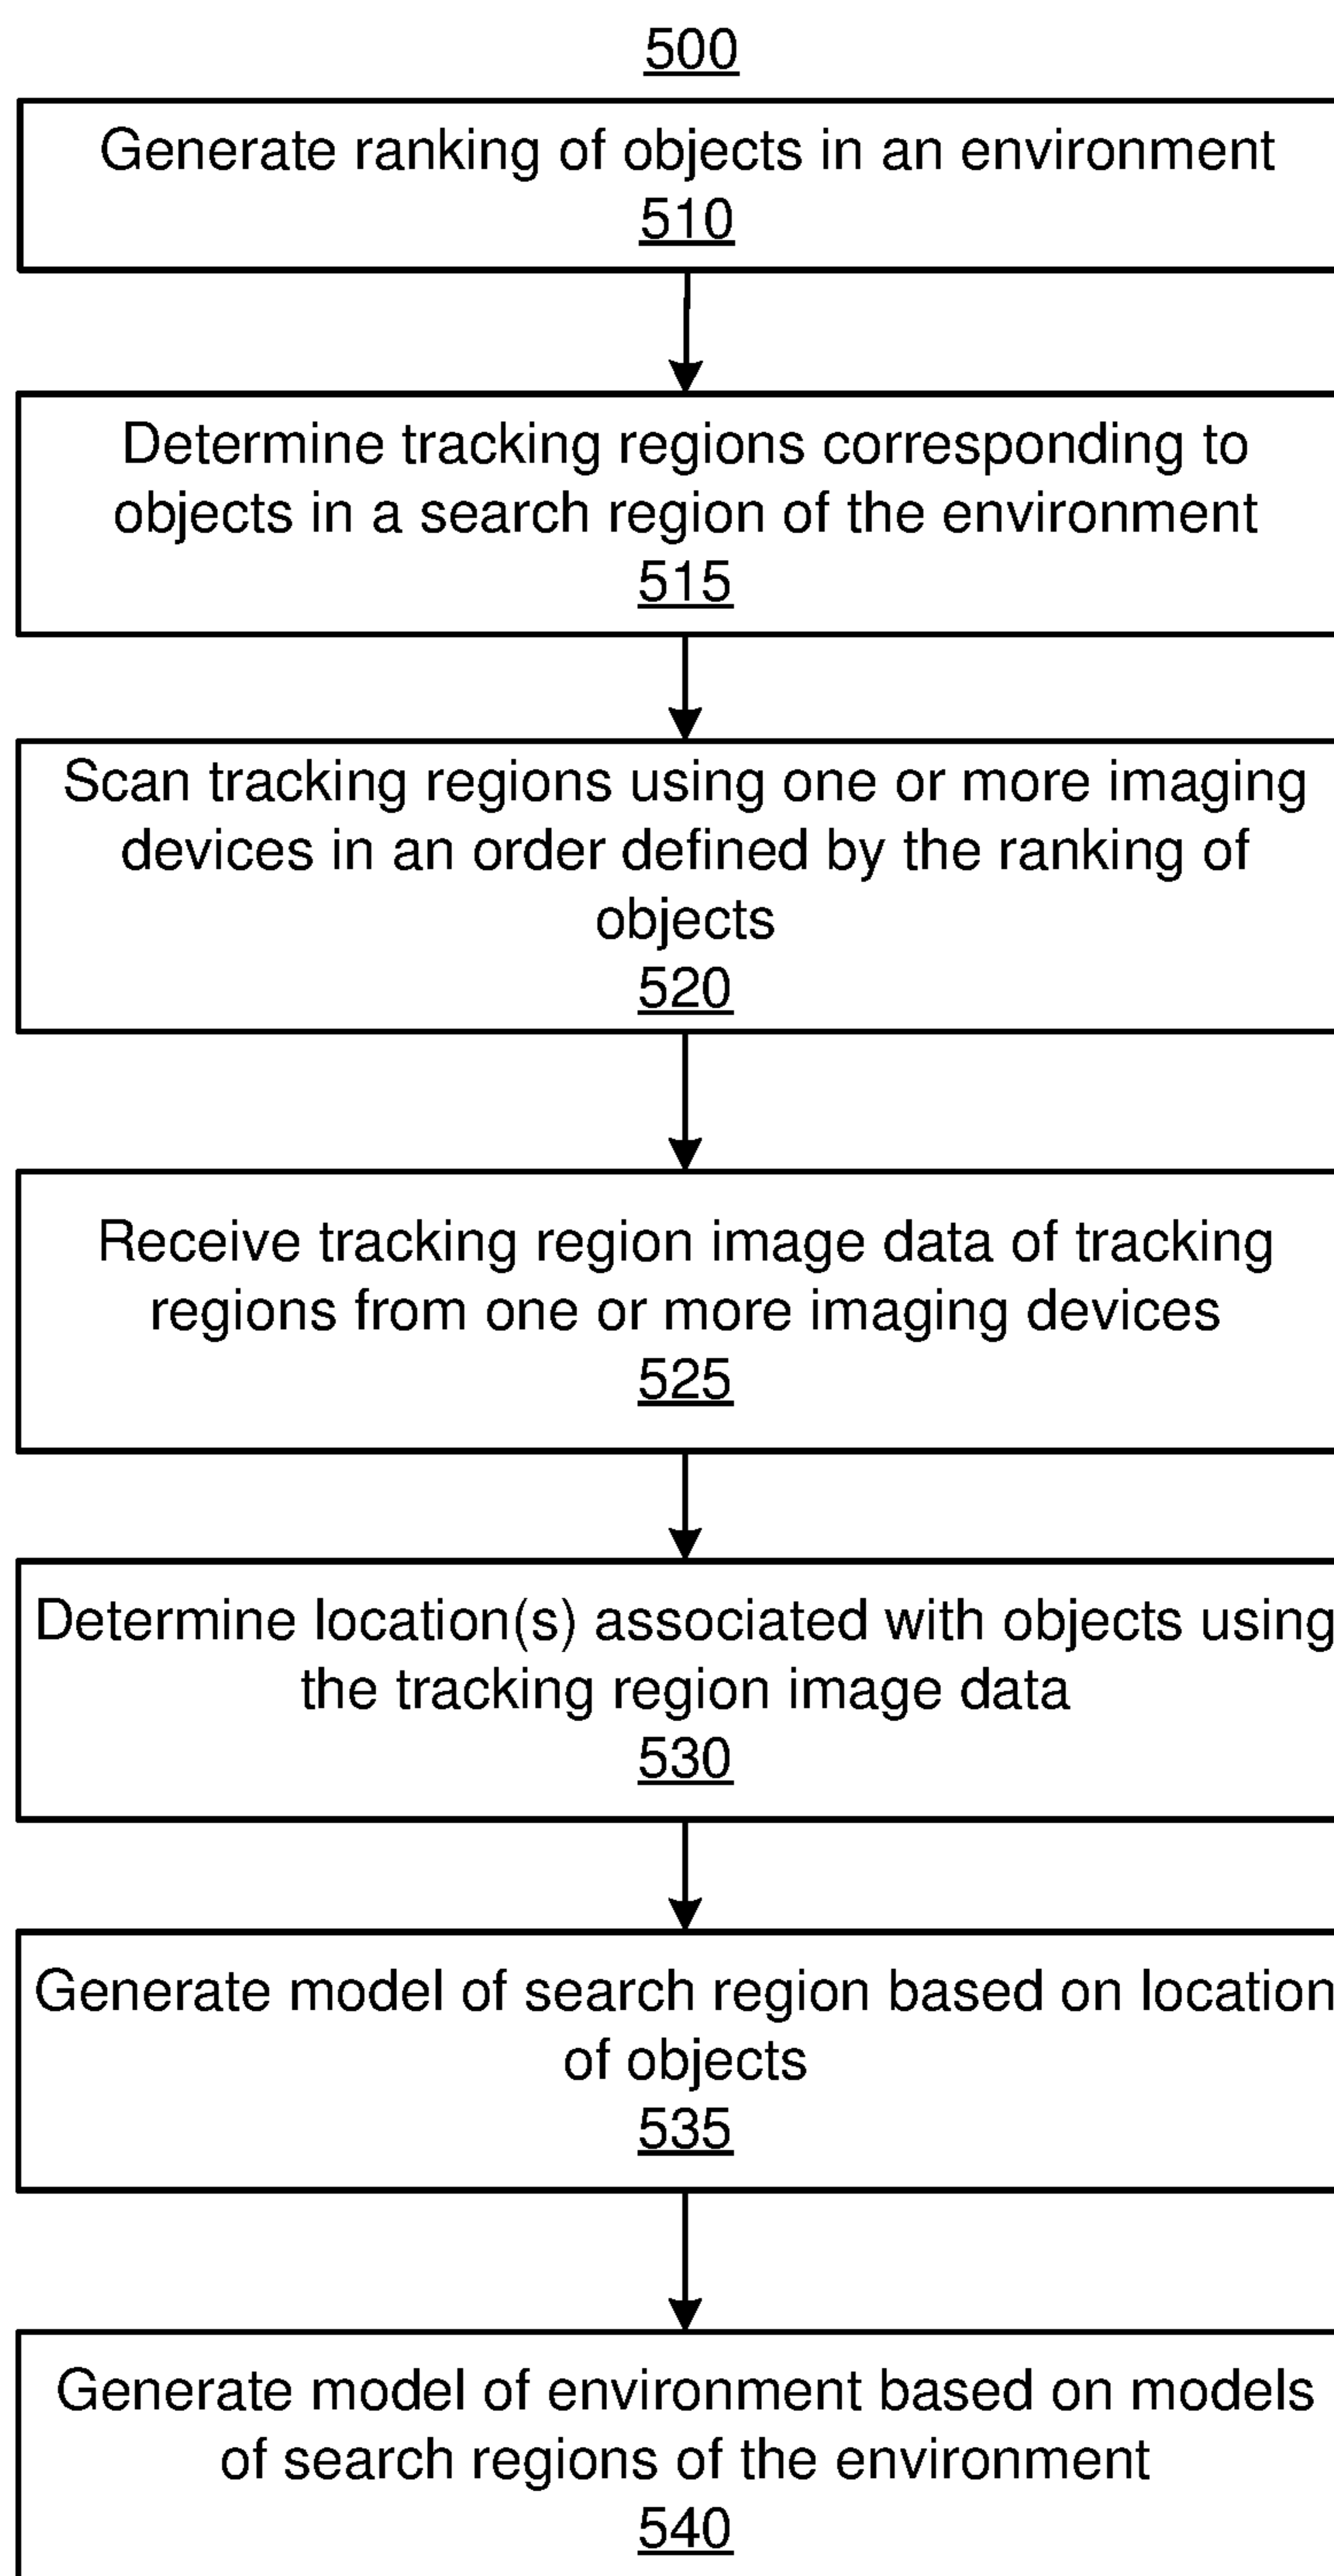 500
Generate ranking of objects in an environment
510
Determine tracking regions corresponding to
objects in a search region of the environment
515
Scan tracking regions using one or more imaging
devices in an order defined by the ranking of
objects
520
Receive tracking region image data of tracking
regions from one or more imaging devices
525
Determine location(s) associated with objects using
the tracking region image data
530
Generate model of search region based on location
of objects
535
Generate model of environment based on models
of search regions of the environment
540